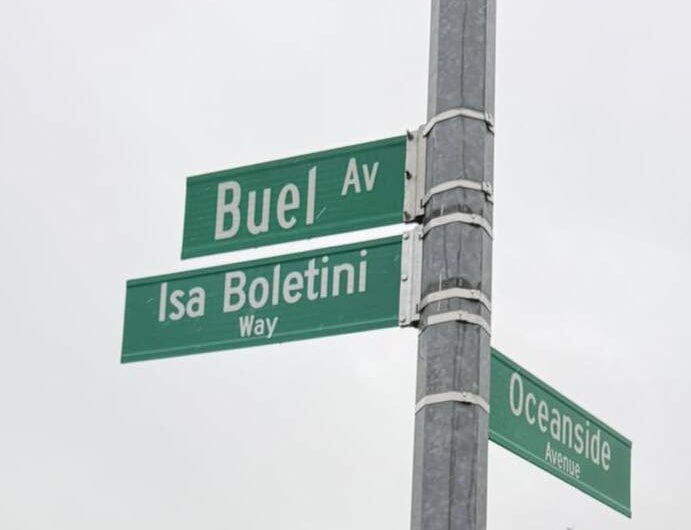 Buel Av
Isa Boletini
Way
Oceanside
Avenue